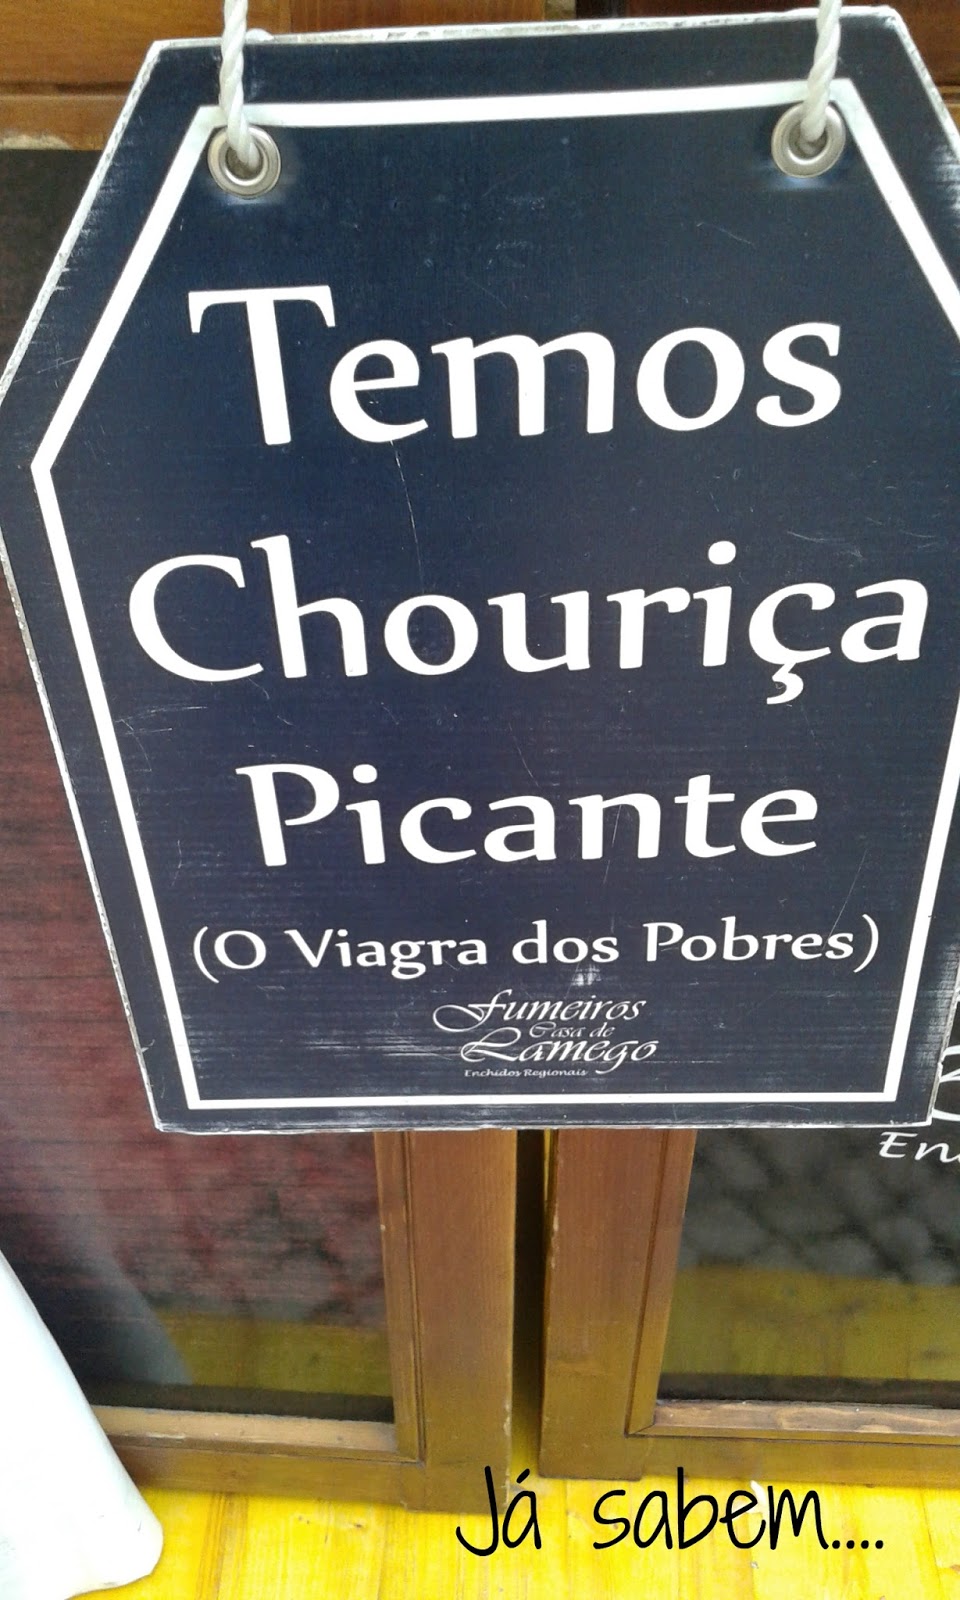 Temos
Chouriça
Picante
(O Viagra dos Pobres)
Fumeiros
Casa de
Lamego
Enchidos Regionais
Já sabem....